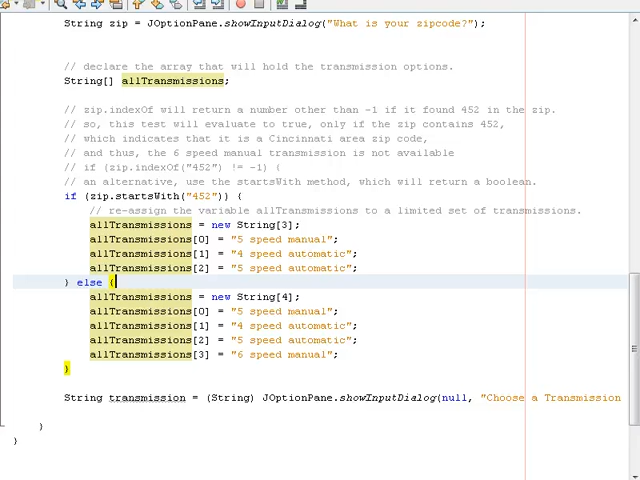 String zip = JOptionPane.showInputDialog("What is your zipcode?");
// declare the array that will hold the transmission options.
String[] allTransmissions;
// zip.indexOf will return a number other than -1 if it found 452 in the zip.
// so, this test will evaluate to true, only if the zip contains 452,
// which indicates that it is a Cincinnati area zip code,
// and thus, the 6 speed manual transmission is not available
// if (zip.indexOf("452") != -1) {
// an alternative, use the startsWith method, which will return a boolean.
if (zip.startsWith("452")) {
// re-assign the variable allTransmissions to a limited set of transmissions.
allTransmissions = new String[3];
allTransmissions[0] = "5 speed manual";
allTransmissions[1] = "4 speed automatic";
allTransmissions[2] = "5 speed automatic";
} else {
allTransmissions = new String[4];
allTransmissions[0] = "5 speed manual";
allTransmissions[1] = "4 speed automatic";
allTransmissions[2] = "5 speed automatic";
allTransmissions[3] = "6 speed manual";
}
String transmission = (String) JOptionPane.showInputDialog(null, "Choose a Transmission
}
}